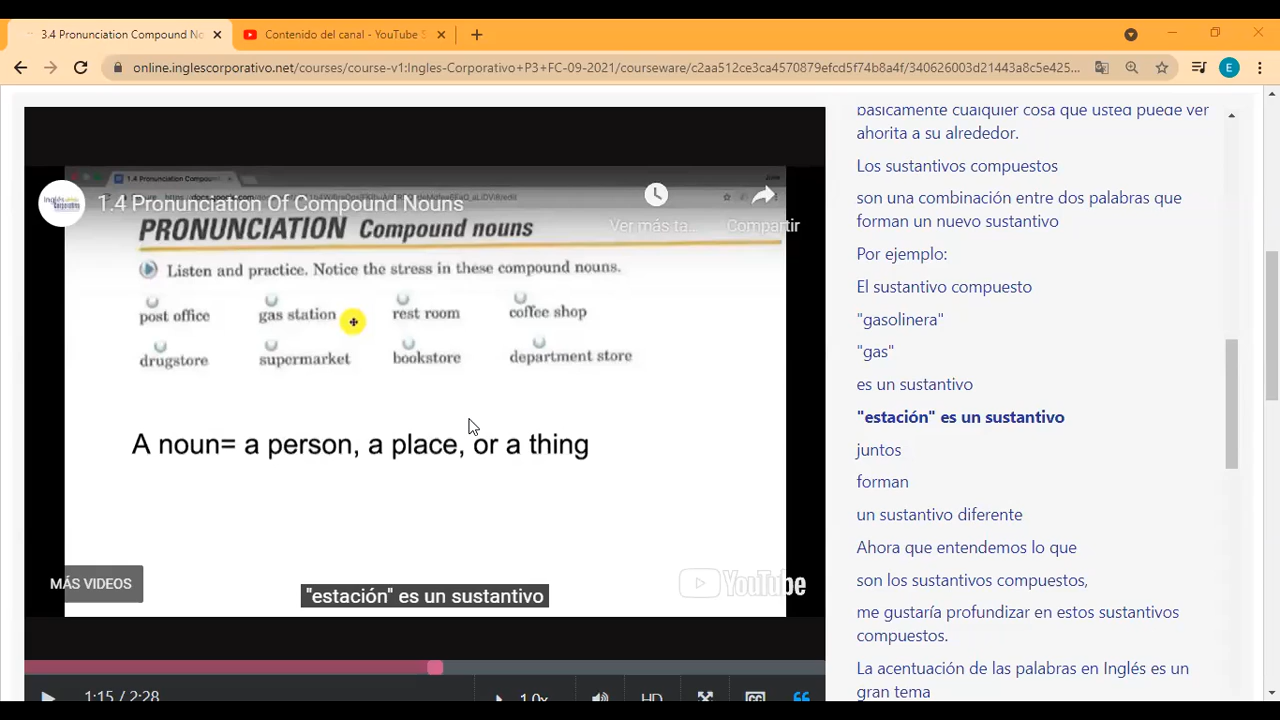 3.4 Pronunciation Compound No
Contenido del canal - YouTube S
online.inglescorporativo.net/courses/course-v1:Ingles-Corporativo+P3+FC-09-2021/courseware/c2aa512ce3ca4570879efcd5f74b8a4f/340626003d21443a8c5e425...
E
1.4 Pronunciation Compoun
1.4 Pronunciation Of Compound Nouns
Ver más ta...
Compartir
PRONUNCIATION Compound nouns
Listen and practice. Notice the stress in these compound nouns.
post office gas station rest room coffee shop
drugstore supermarket bookstore department store
A noun= a person, a place, or a thing
MÁS VIDEOS
YouTube
"estación" es un sustantivo
1:15 / 2:28
1.0x
HD
CC
básicamente cualquier cosa que usted puede ver
ahorita a su alrededor.
Los sustantivos compuestos
son una combinación entre dos palabras que
forman un nuevo sustantivo
Por ejemplo:
El sustantivo compuesto
"gasolinera"
"gas"
es un sustantivo
"estación" es un sustantivo
juntos
forman
un sustantivo diferente
Ahora que entendemos lo que
son los sustantivos compuestos,
me gustaría profundizar en estos sustantivos
compuestos.
La acentuación de las palabras en Inglés es un
gran tema